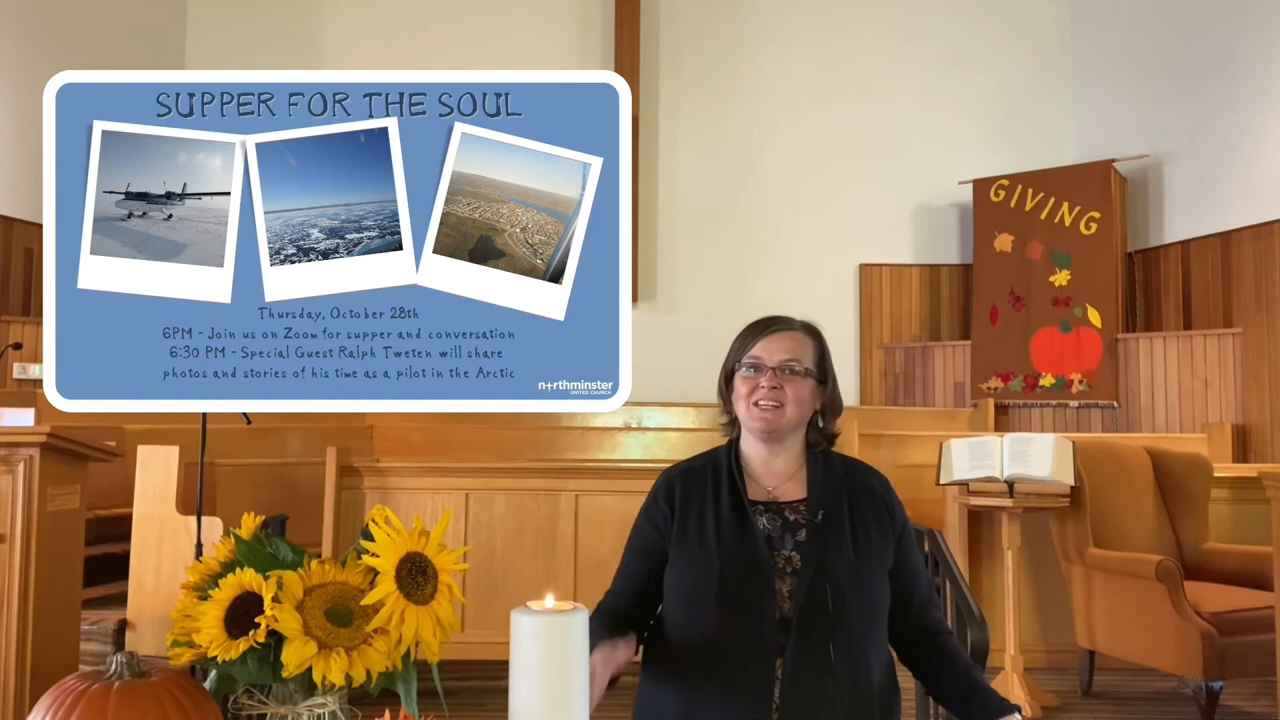 SUPPER FOR THE SOUL
Thursday, October 28th
6PM - Join us on Zoom for supper and conversation
6:30 PM - Special Guest Ralph Tweten will share
photos and stories of his time as a pilot in the Arctic
northminster
UNITED CHURCH
GIVING